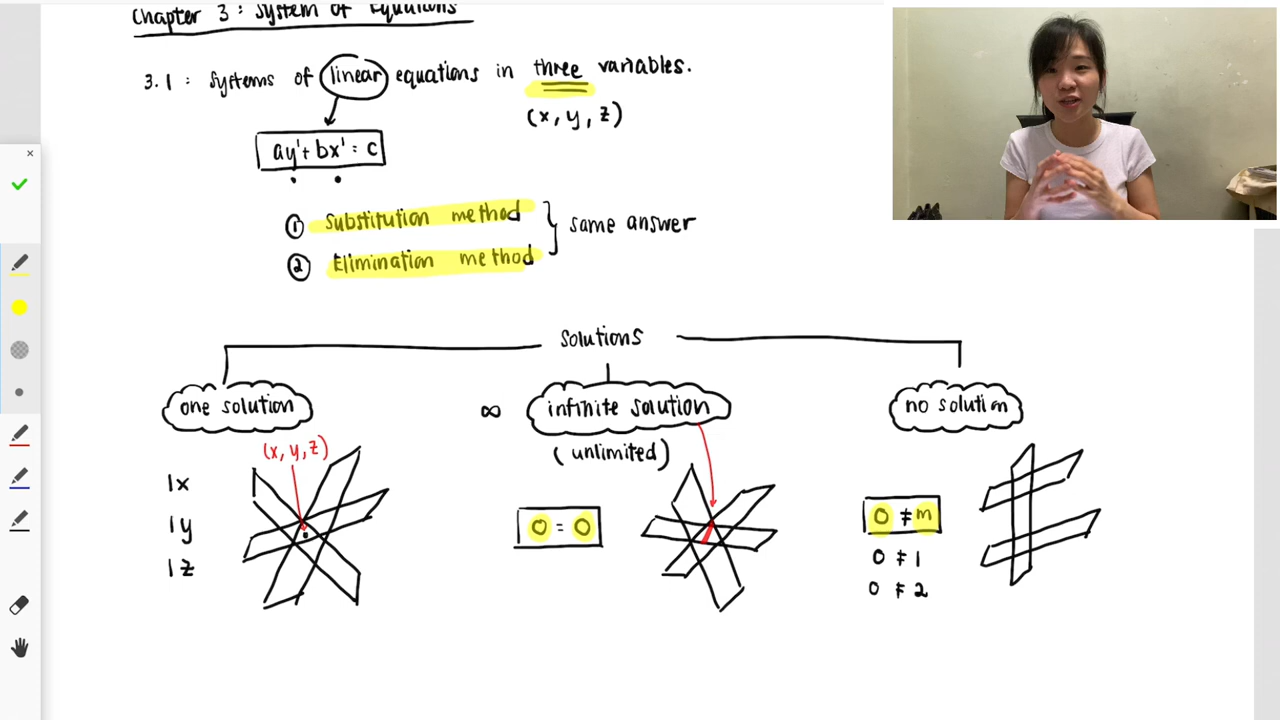 Chapter 3: System of Equations
3.1: Systems of linear equations in three variables.
(x, y, z)
ay¹ + bx¹ = c
① Substitution method
② Elimination method
same answer
Solutions
one solution
∞ infinite solution
no solution
(unlimited)
(x, y, z)
1x
1y
1z
0 = 0
0 ≠ m
0 ≠ 1
0 ≠ 2